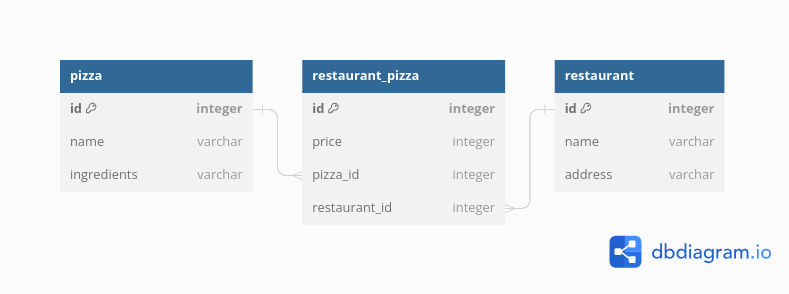 pizza
id integer
name varchar
ingredients varchar
restaurant_pizza
id integer
price integer
pizza_id integer
restaurant_id integer
restaurant
id integer
name varchar
address varchar
dbdiagram.io